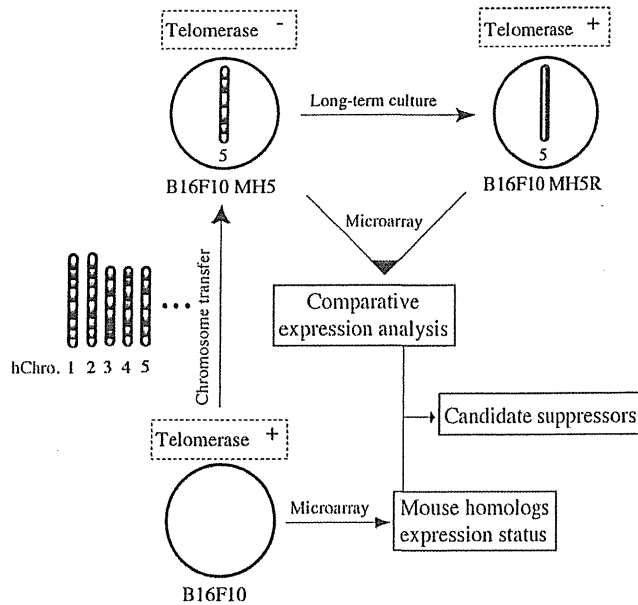 Telomerase -
Telomerase +
5
Long-term culture
5
B16F10 MH5
B16F10 MH5R
Microarray
Chromosome transfer
Comparative
expression analysis
hChro. 1 2 3 4 5
...
Candidate suppressors
Telomerase +
Microarray
Mouse homologs
expression status
B16F10